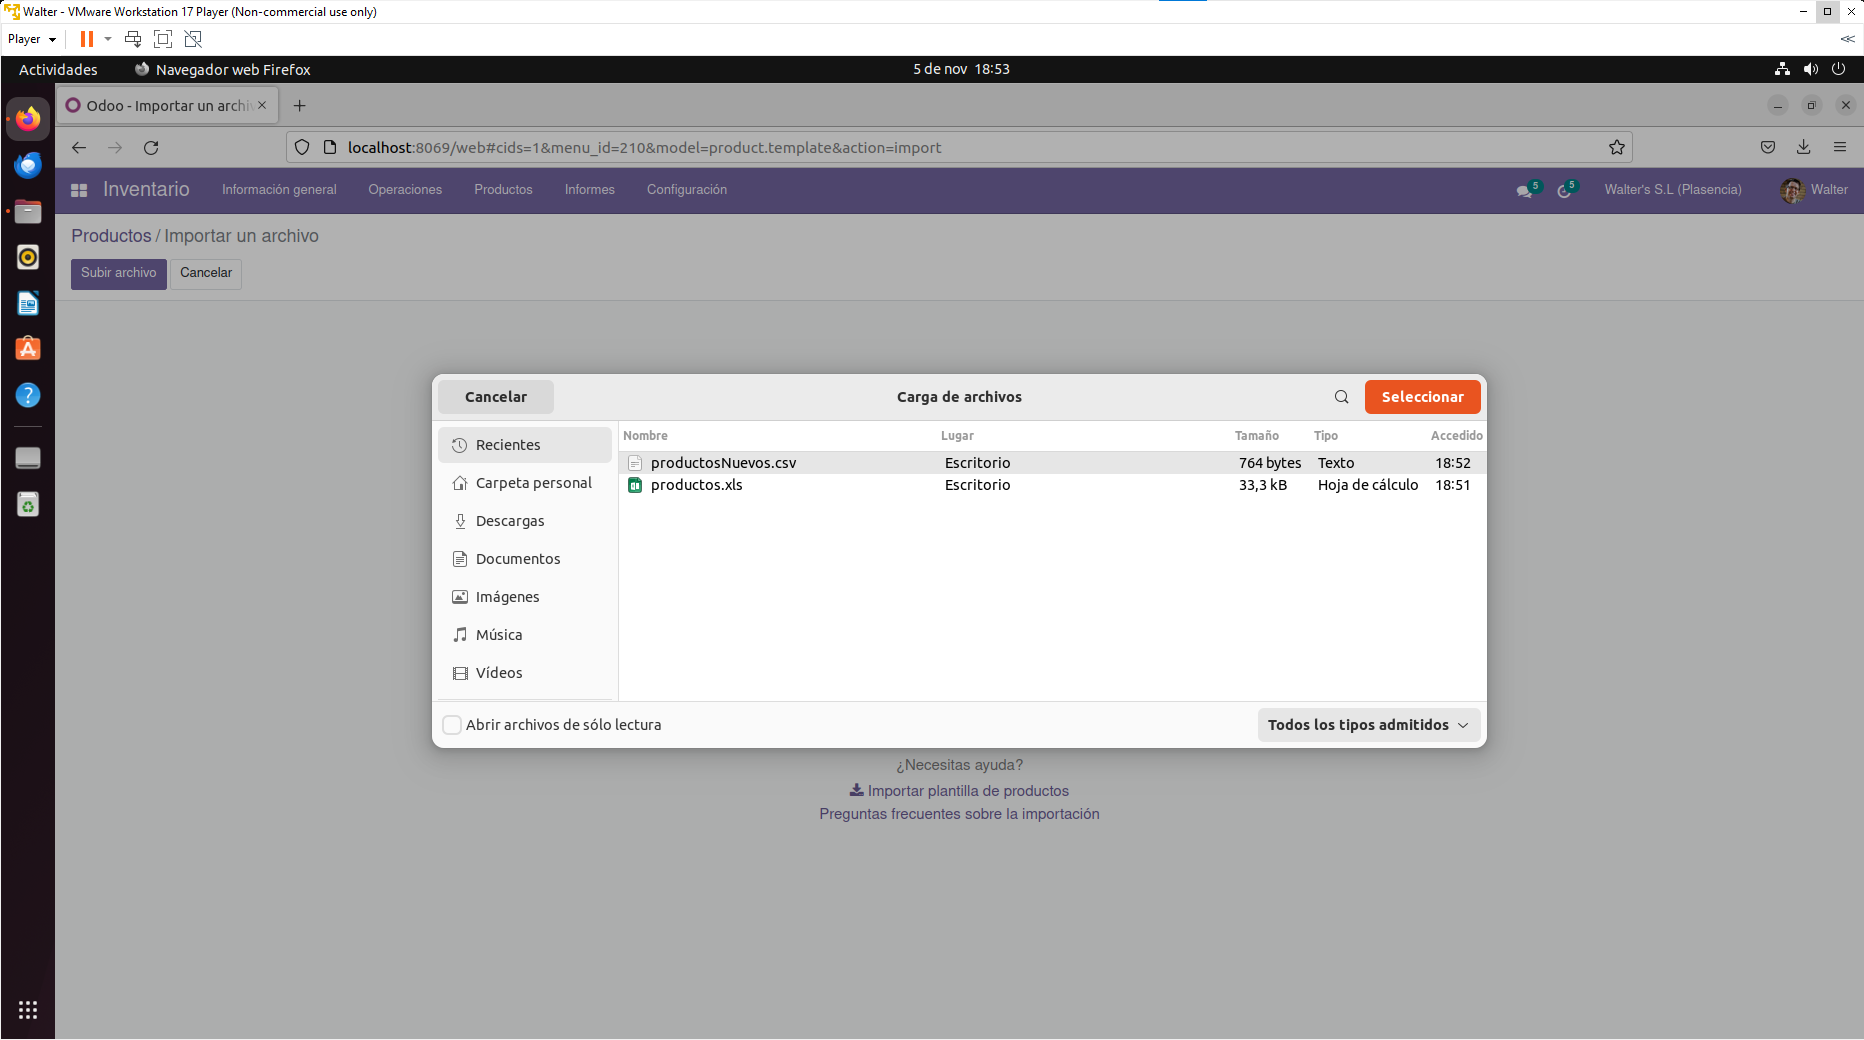 Walter - VMware Workstation 17 Player (Non-commercial use only)
Player
Actividades
Navegador web Firefox
5 de nov 18:53
Odoo - Importar un archi
localhost:8069/web#cids=1&menu_id=210&model=product.template&action=import
Inventario
Información general
Operaciones
Productos
Informes
Configuración
5
5
Walter's S.L (Plasencia)
Walter
Productos / Importar un archivo
Subir archivo
Cancelar
Cancelar
Carga de archivos
Seleccionar
Recientes
Carpeta personal
Descargas
Documentos
Imágenes
Música
Vídeos
Nombre Lugar Tamaño Tipo Accedido
productosNuevos.csv Escritorio 764 bytes Texto 18:52
productos.xls Escritorio 33,3 kB Hoja de cálculo 18:51
Abrir archivos de sólo lectura
Todos los tipos admitidos
¿Necesitas ayuda?
Importar plantilla de productos
Preguntas frecuentes sobre la importación